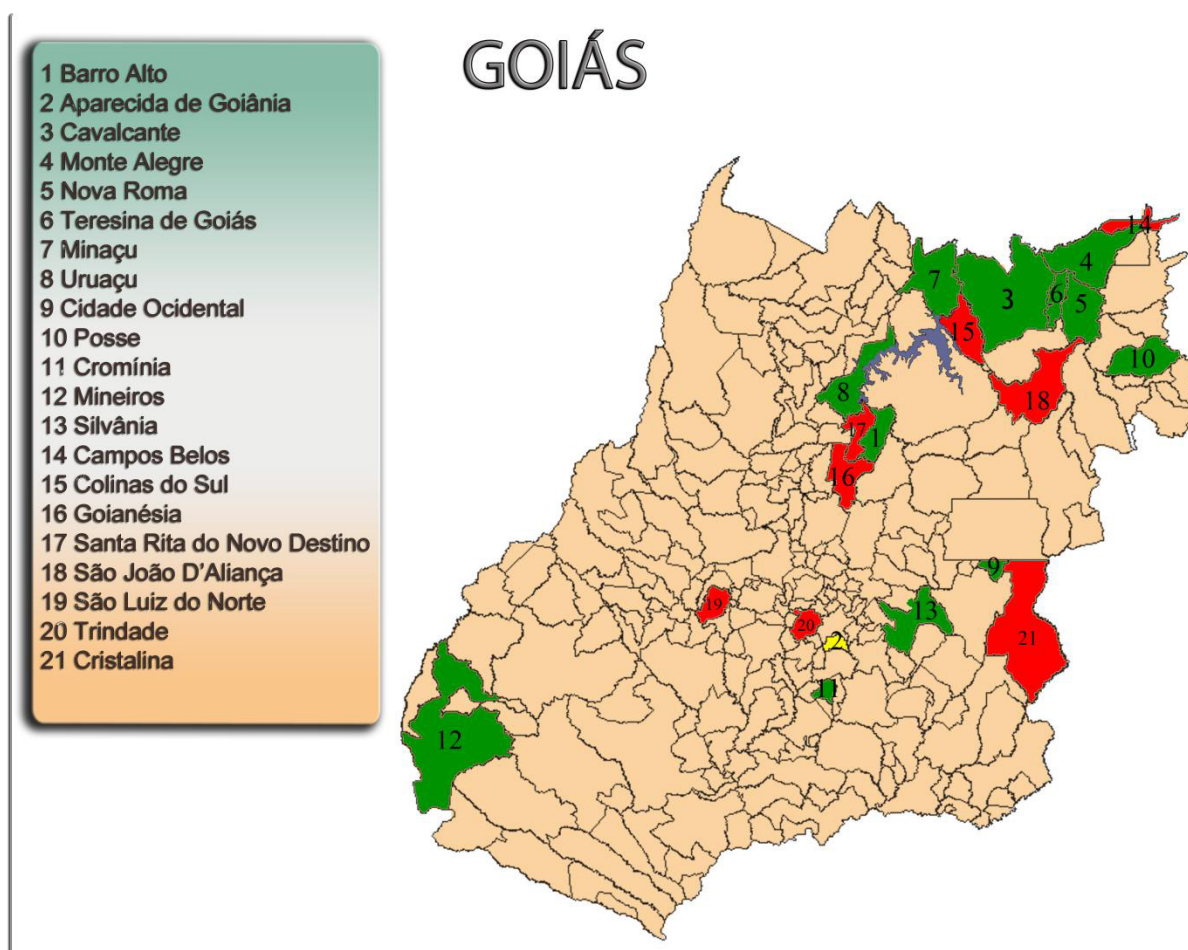 GOIÁS
1 Barro Alto
2 Aparecida de Goiânia
3 Cavalcante
4 Monte Alegre
5 Nova Roma
6 Teresina de Goiás
7 Minaçu
8 Uruaçu
9 Cidade Ocidental
10 Posse
11 Cromínia
12 Mineiros
13 Silvânia
14 Campos Belos
15 Colinas do Sul
16 Goianésia
17 Santa Rita do Novo Destino
18 São João D'Aliança
19 São Luiz do Norte
20 Trindade
21 Cristalina
14
4
7
3
6
5
15
10
8
18
17
1
16
9
19
13
20
2
21
11
12